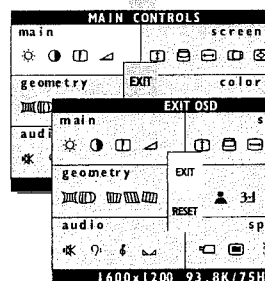 MAIN CONTROLS
main screen
EXIT
geometry color
EXIT OSD
main s
geometry EXIT
RESET
audio sp
1600x1200 93.8K/75H